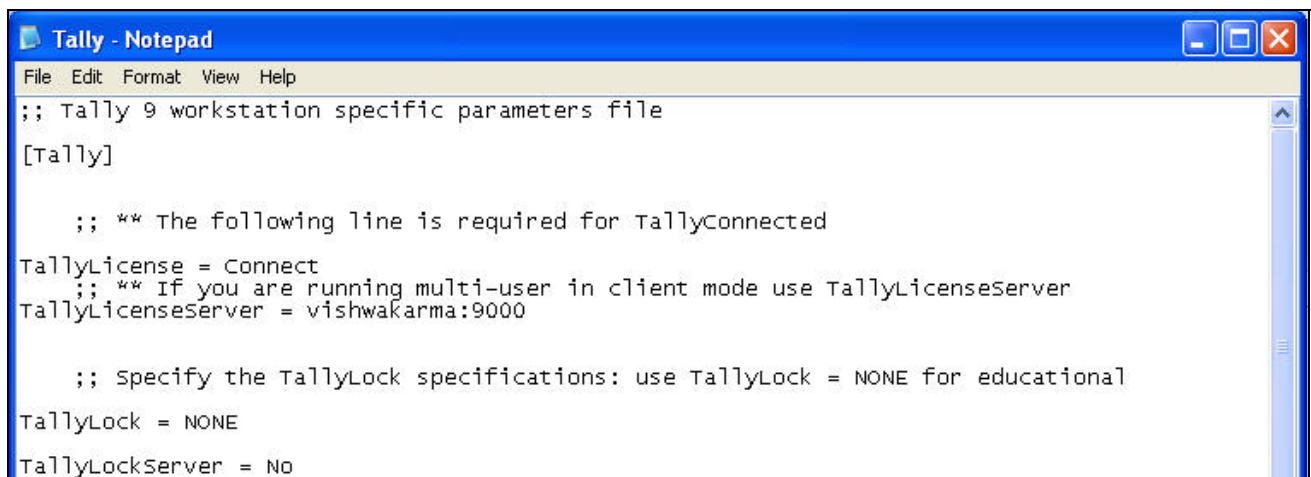 Tally - Notepad
File Edit Format View Help
;; Tally 9 workstation specific parameters file
[Tally]
;; ** The following line is required for TallyConnected
TallyLicense = Connect
;; ** If you are running multi-user in client mode use TallyLicenseServer
TallyLicenseServer = vishwakarma:9000
;; Specify the TallyLock specifications: use TallyLock = NONE for educational
TallyLock = NONE
TallyLockServer = No